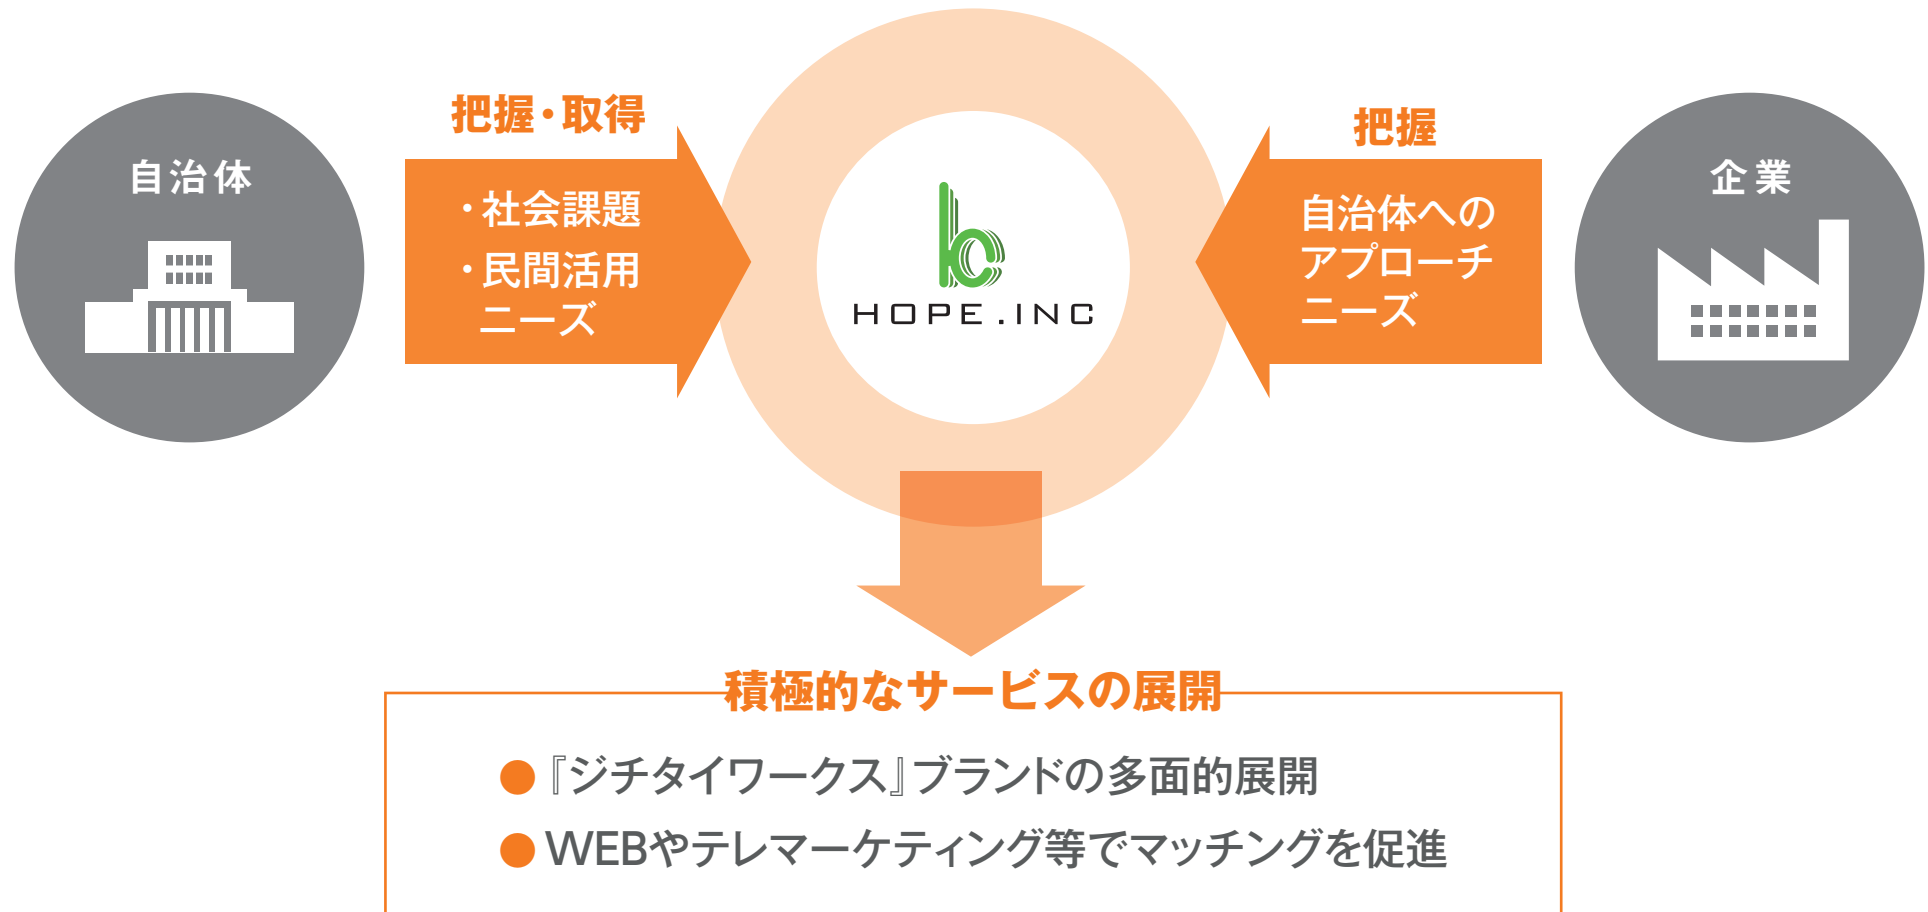 自治体
把握・取得
・社会課題
・民間活用
ニーズ
HOPE.INC
把握
自治体への
アプローチ
ニーズ
企業
積極的なサービスの展開
●『ジチタイワークス』ブランドの多面的展開
●WEBやテレマーケティング等でマッチングを促進